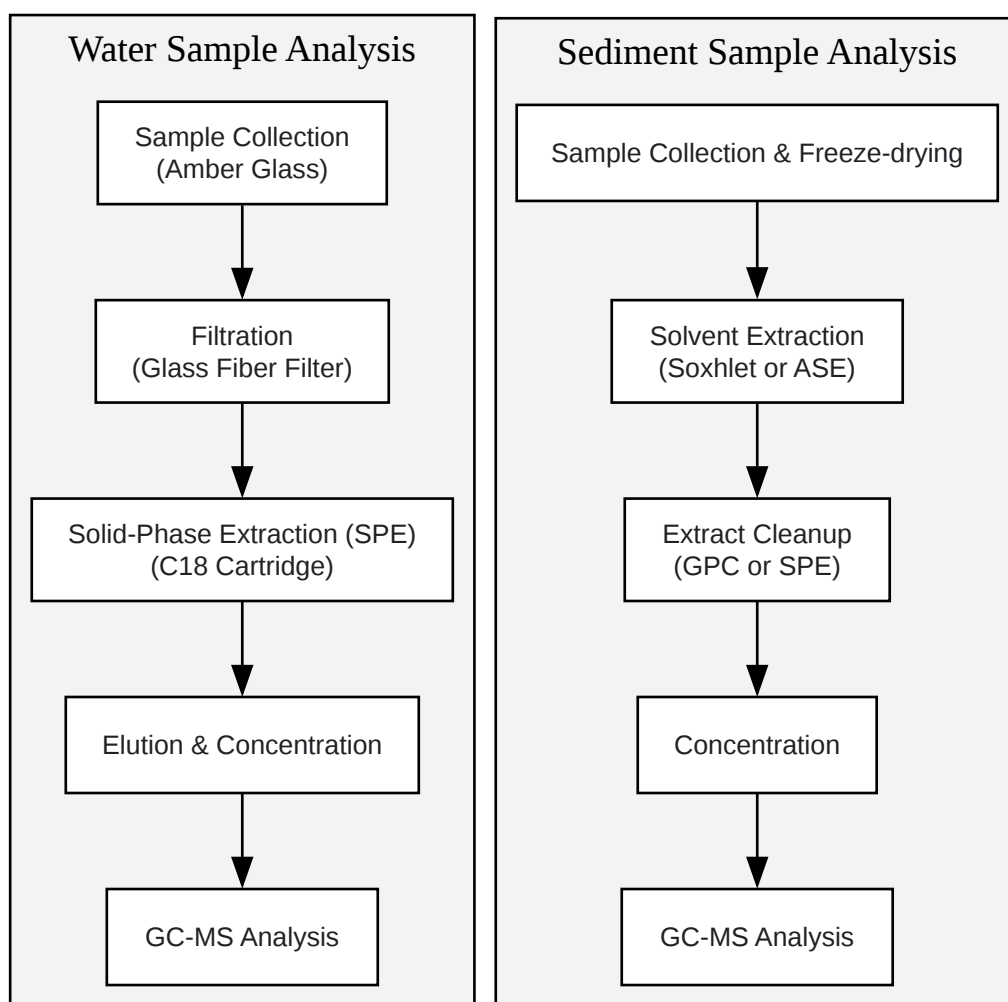 Water Sample Analysis
Sample Collection
(Amber Glass)
Filtration
(Glass Fiber Filter)
Solid-Phase Extraction (SPE)
(C18 Cartridge)
Elution & Concentration
GC-MS Analysis
Sediment Sample Analysis
Sample Collection & Freeze-drying
Solvent Extraction
(Soxhlet or ASE)
Extract Cleanup
(GPC or SPE)
Concentration
GC-MS Analysis